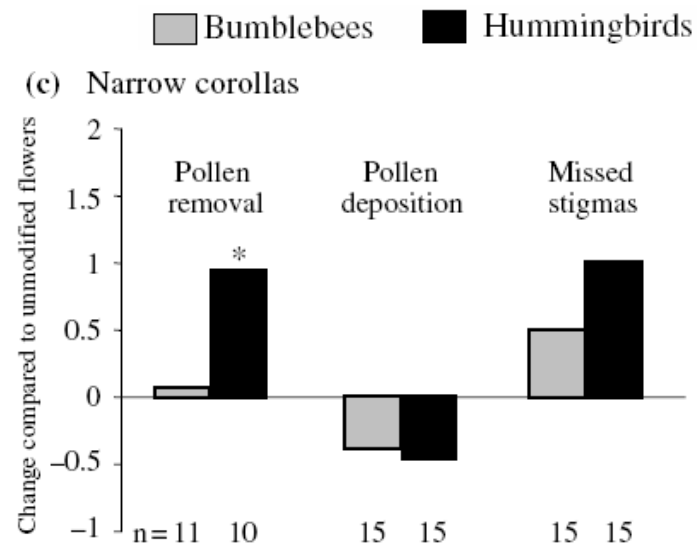 Bumblebees Hummingbirds
(c) Narrow corollas
Change compared to unmodified flowers
2
1.5
1
0.5
0
−0.5
−1
Pollen removal
Pollen deposition
Missed stigmas
*
n = 11 10 15 15 15 15